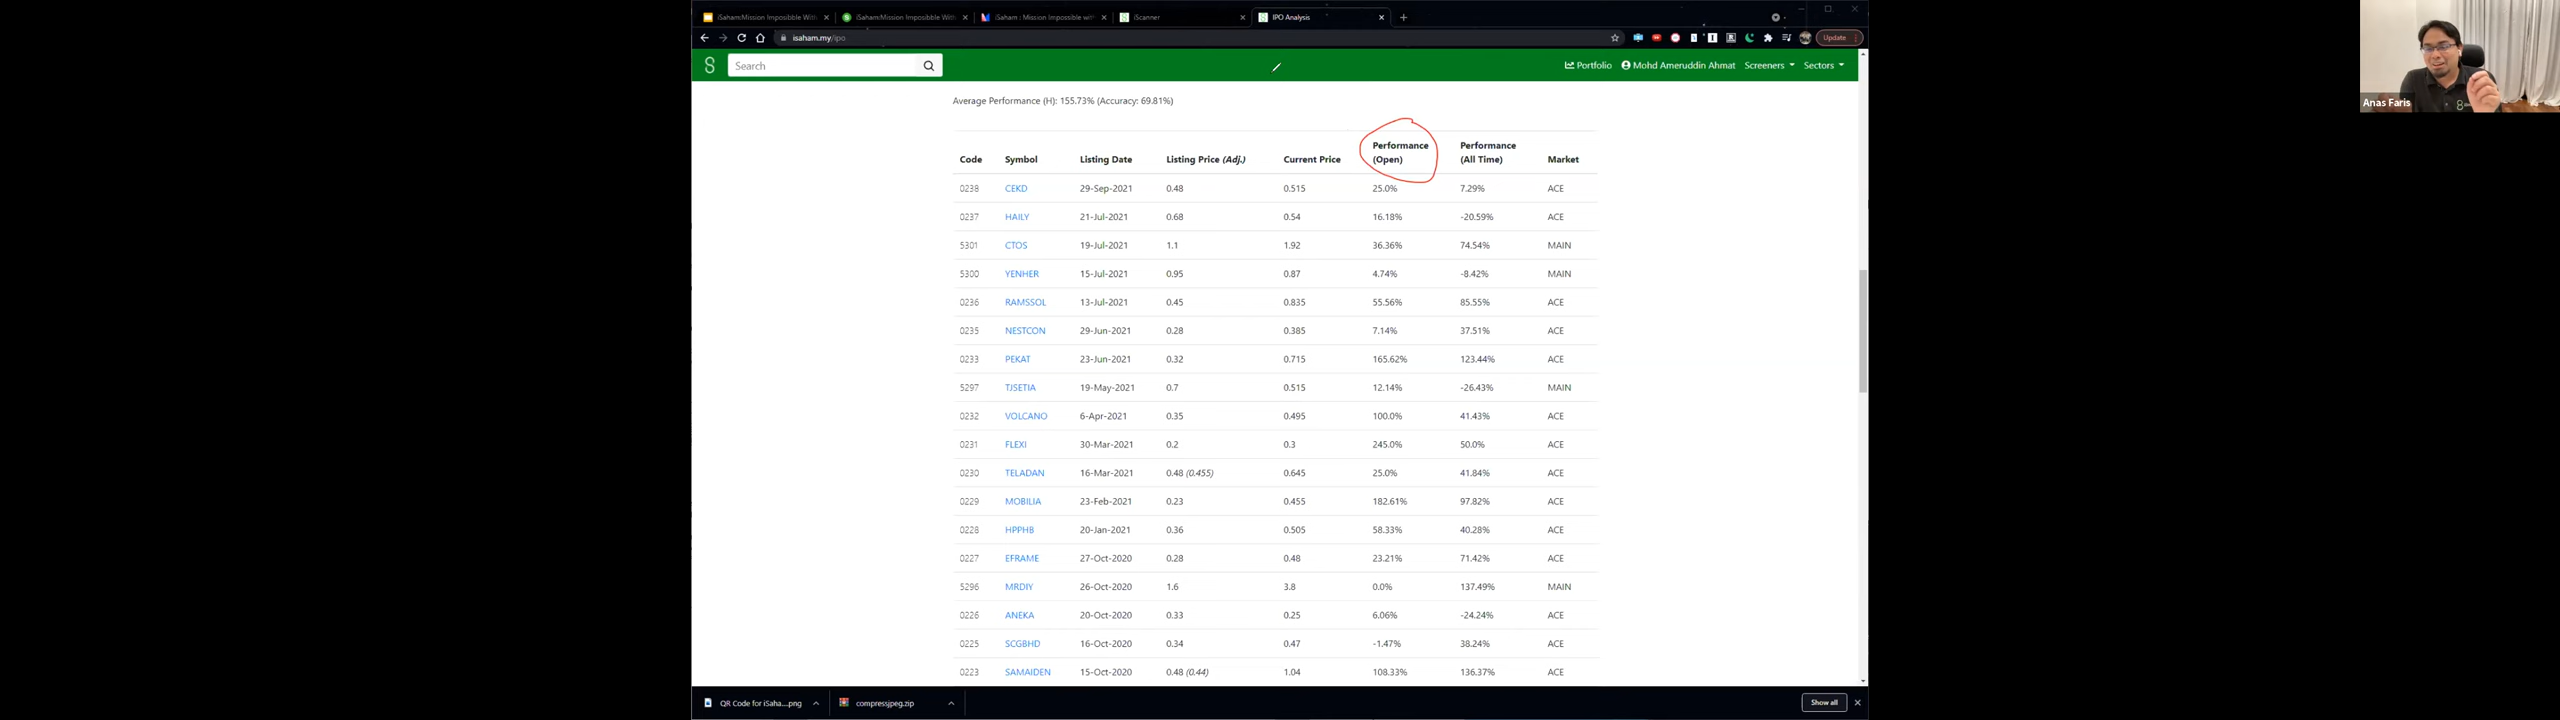 iSaham:Mission Imposibble With
iSaham:Mission Imposibble With
iSaham : Mission Impossible with
iScanner
IPO Analysis
isaham.my/ipo
Update
Search
Portfolio
Mohd Ameruddin Ahmat
Screeners
Sectors
Anas Faris
Average Performance (H): 155.73% (Accuracy: 69.81%)
Code Symbol Listing Date Listing Price (Adj.) Current Price Performance (Open) Performance (All Time) Market
0238 CEKD 29-Sep-2021 0.48 0.515 25.0% 7.29% ACE
0237 HAILY 21-Jul-2021 0.68 0.54 16.18% -20.59% ACE
5301 CTOS 19-Jul-2021 1.1 1.92 36.36% 74.54% MAIN
5300 YENHER 15-Jul-2021 0.95 0.87 4.74% -8.42% MAIN
0236 RAMSSOL 13-Jul-2021 0.45 0.835 55.56% 85.55% ACE
0235 NESTCON 29-Jun-2021 0.28 0.385 7.14% 37.51% ACE
0233 PEKAT 23-Jun-2021 0.32 0.715 165.62% 123.44% ACE
5297 TJSETIA 19-May-2021 0.7 0.515 12.14% -26.43% MAIN
0232 VOLCANO 6-Apr-2021 0.35 0.495 100.0% 41.43% ACE
0231 FLEXI 30-Mar-2021 0.2 0.3 245.0% 50.0% ACE
0230 TELADAN 16-Mar-2021 0.48 (0.455) 0.645 25.0% 41.84% ACE
0229 MOBILIA 23-Feb-2021 0.23 0.455 182.61% 97.82% ACE
0228 HPPHB 20-Jan-2021 0.36 0.505 58.33% 40.28% ACE
0227 EFRAME 27-Oct-2020 0.28 0.48 23.21% 71.42% ACE
5296 MRDIY 26-Oct-2020 1.6 3.8 0.0% 137.49% MAIN
0226 ANEKA 20-Oct-2020 0.33 0.25 6.06% -24.24% ACE
0225 SCGBHD 16-Oct-2020 0.34 0.47 -1.47% 38.24% ACE
0223 SAMAIDEN 15-Oct-2020 0.48 (0.44) 1.04 108.33% 136.37% ACE
QR Code for iSaha....png
compressjpeg.zip
Show all